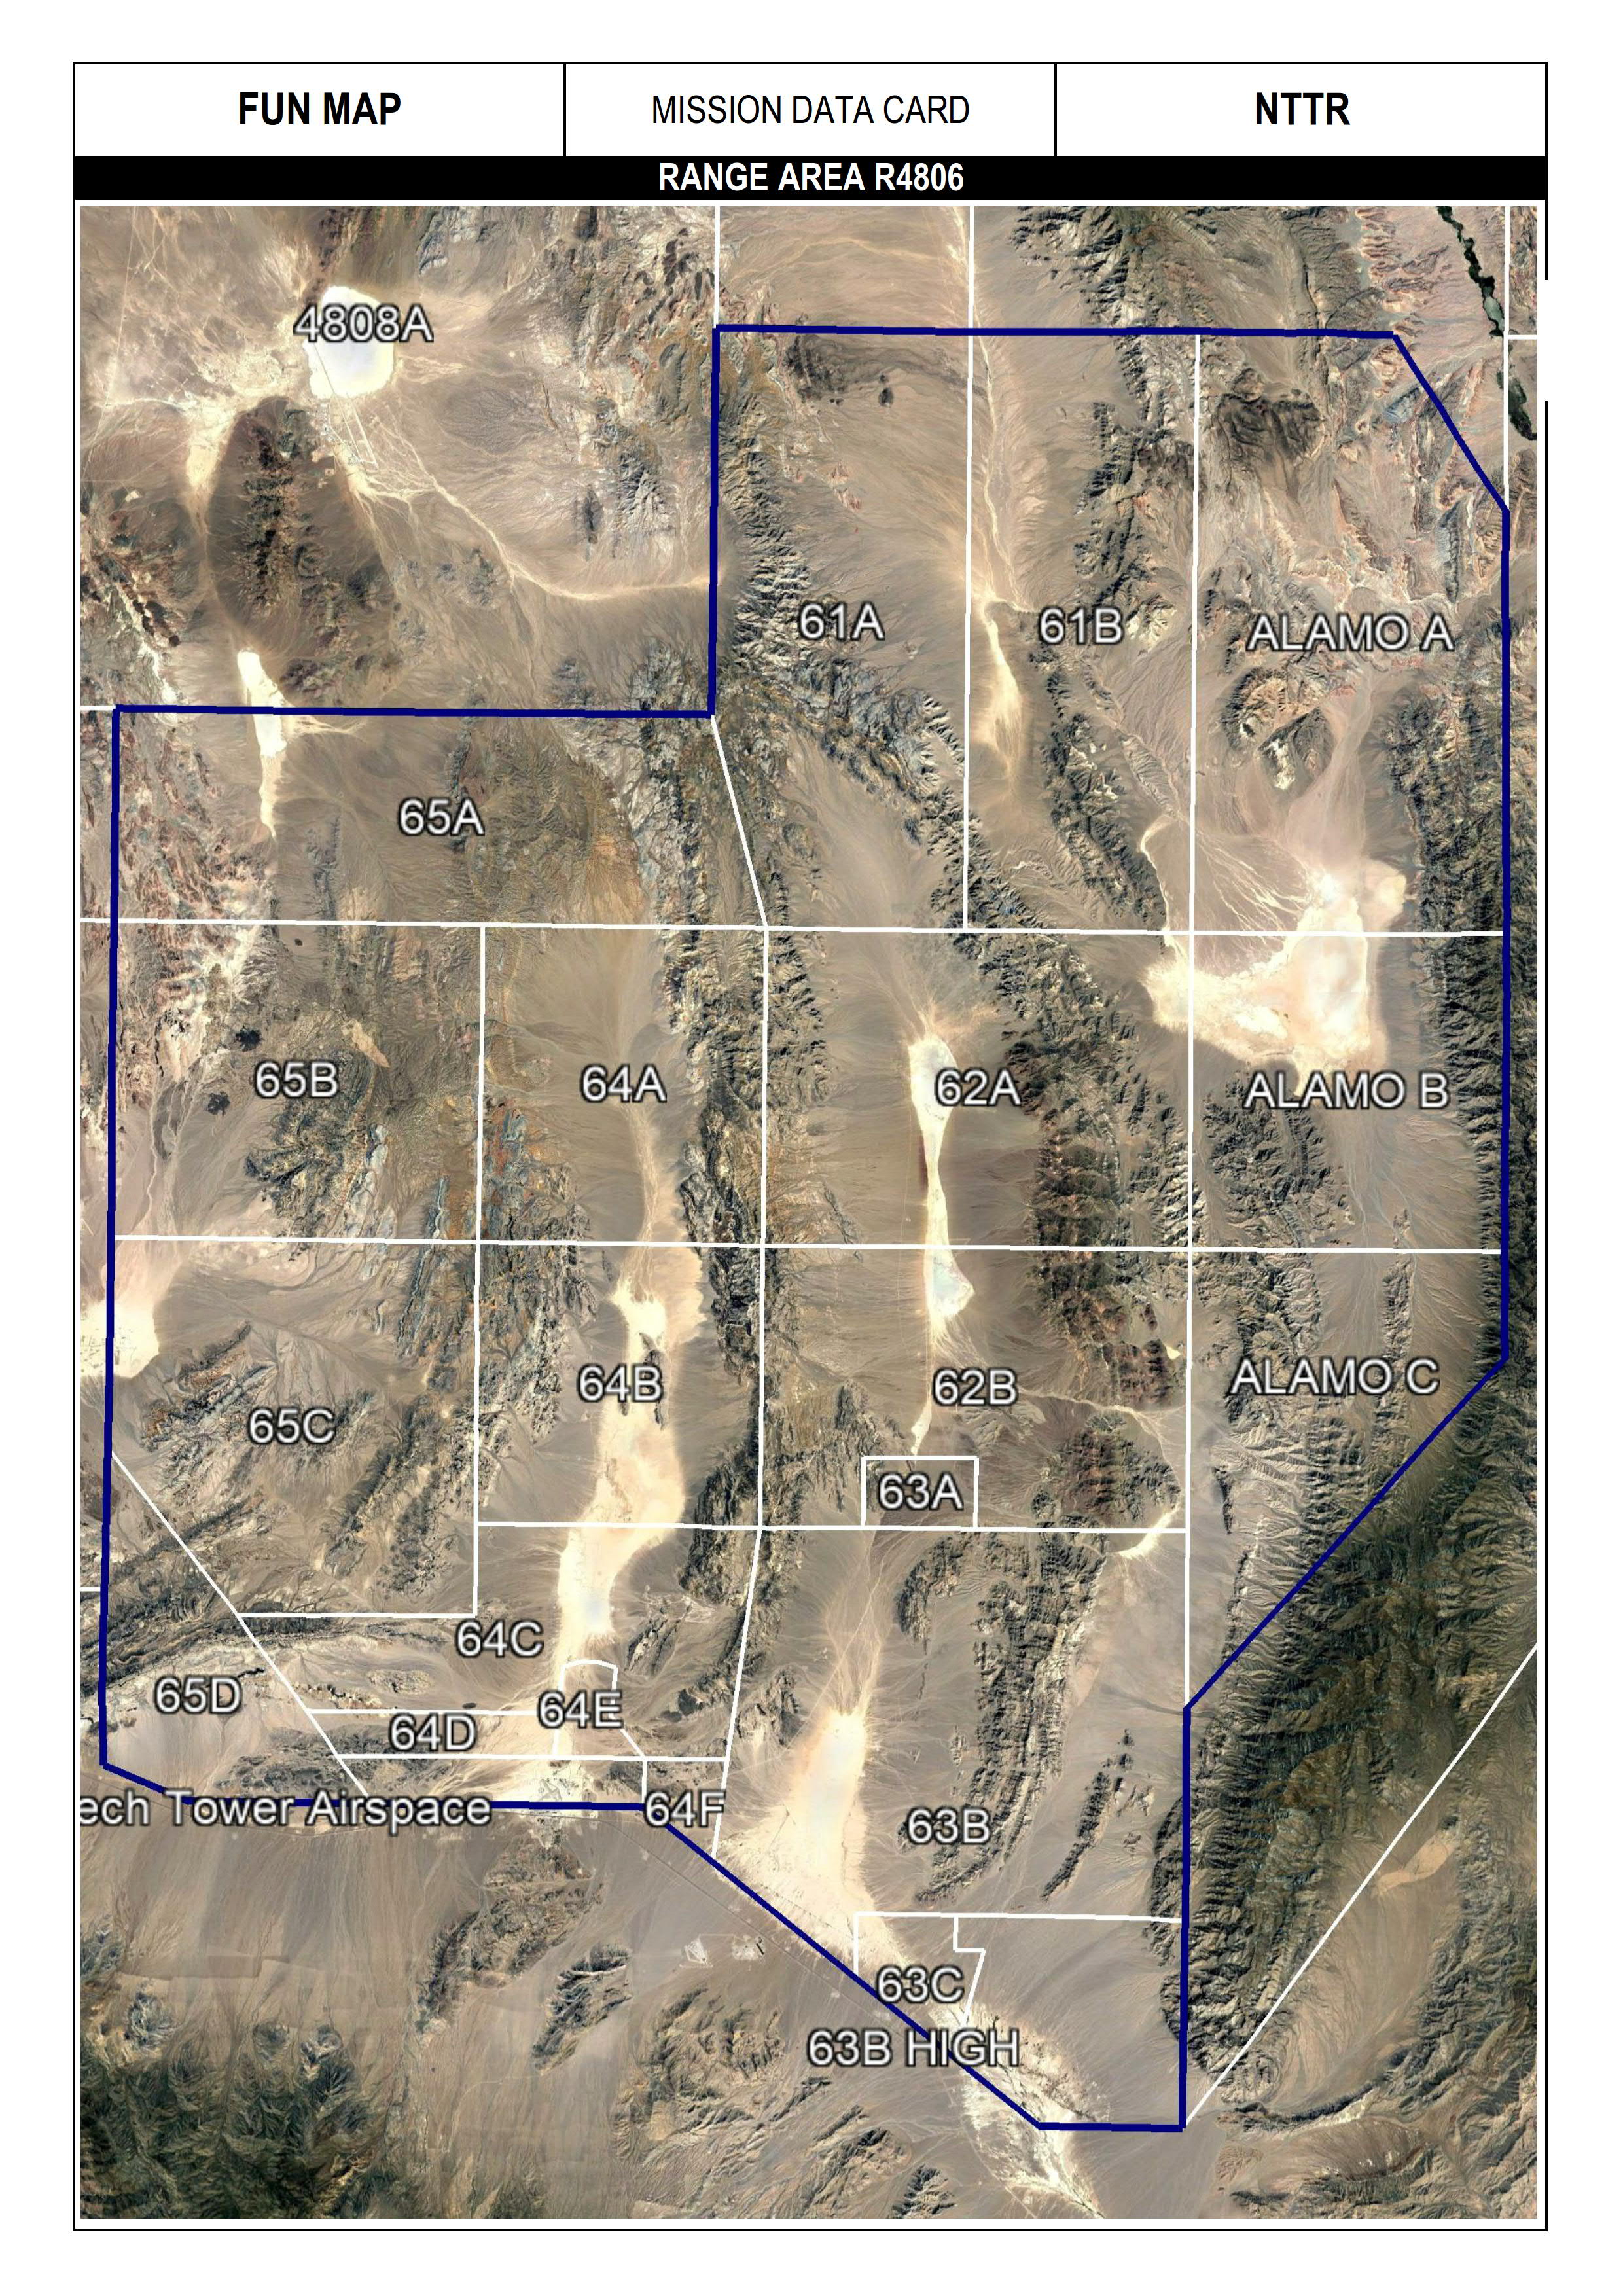 FUN MAP
MISSION DATA CARD
NTTR
RANGE AREA R4806
4808A
61A
61B
ALAMO A
65A
65B
64A
62A
ALAMO B
64B
62B
ALAMO C
65C
63A
64C
65D
64E
64D
ech Tower Airspace
64F
63B
63C
63B HIGH